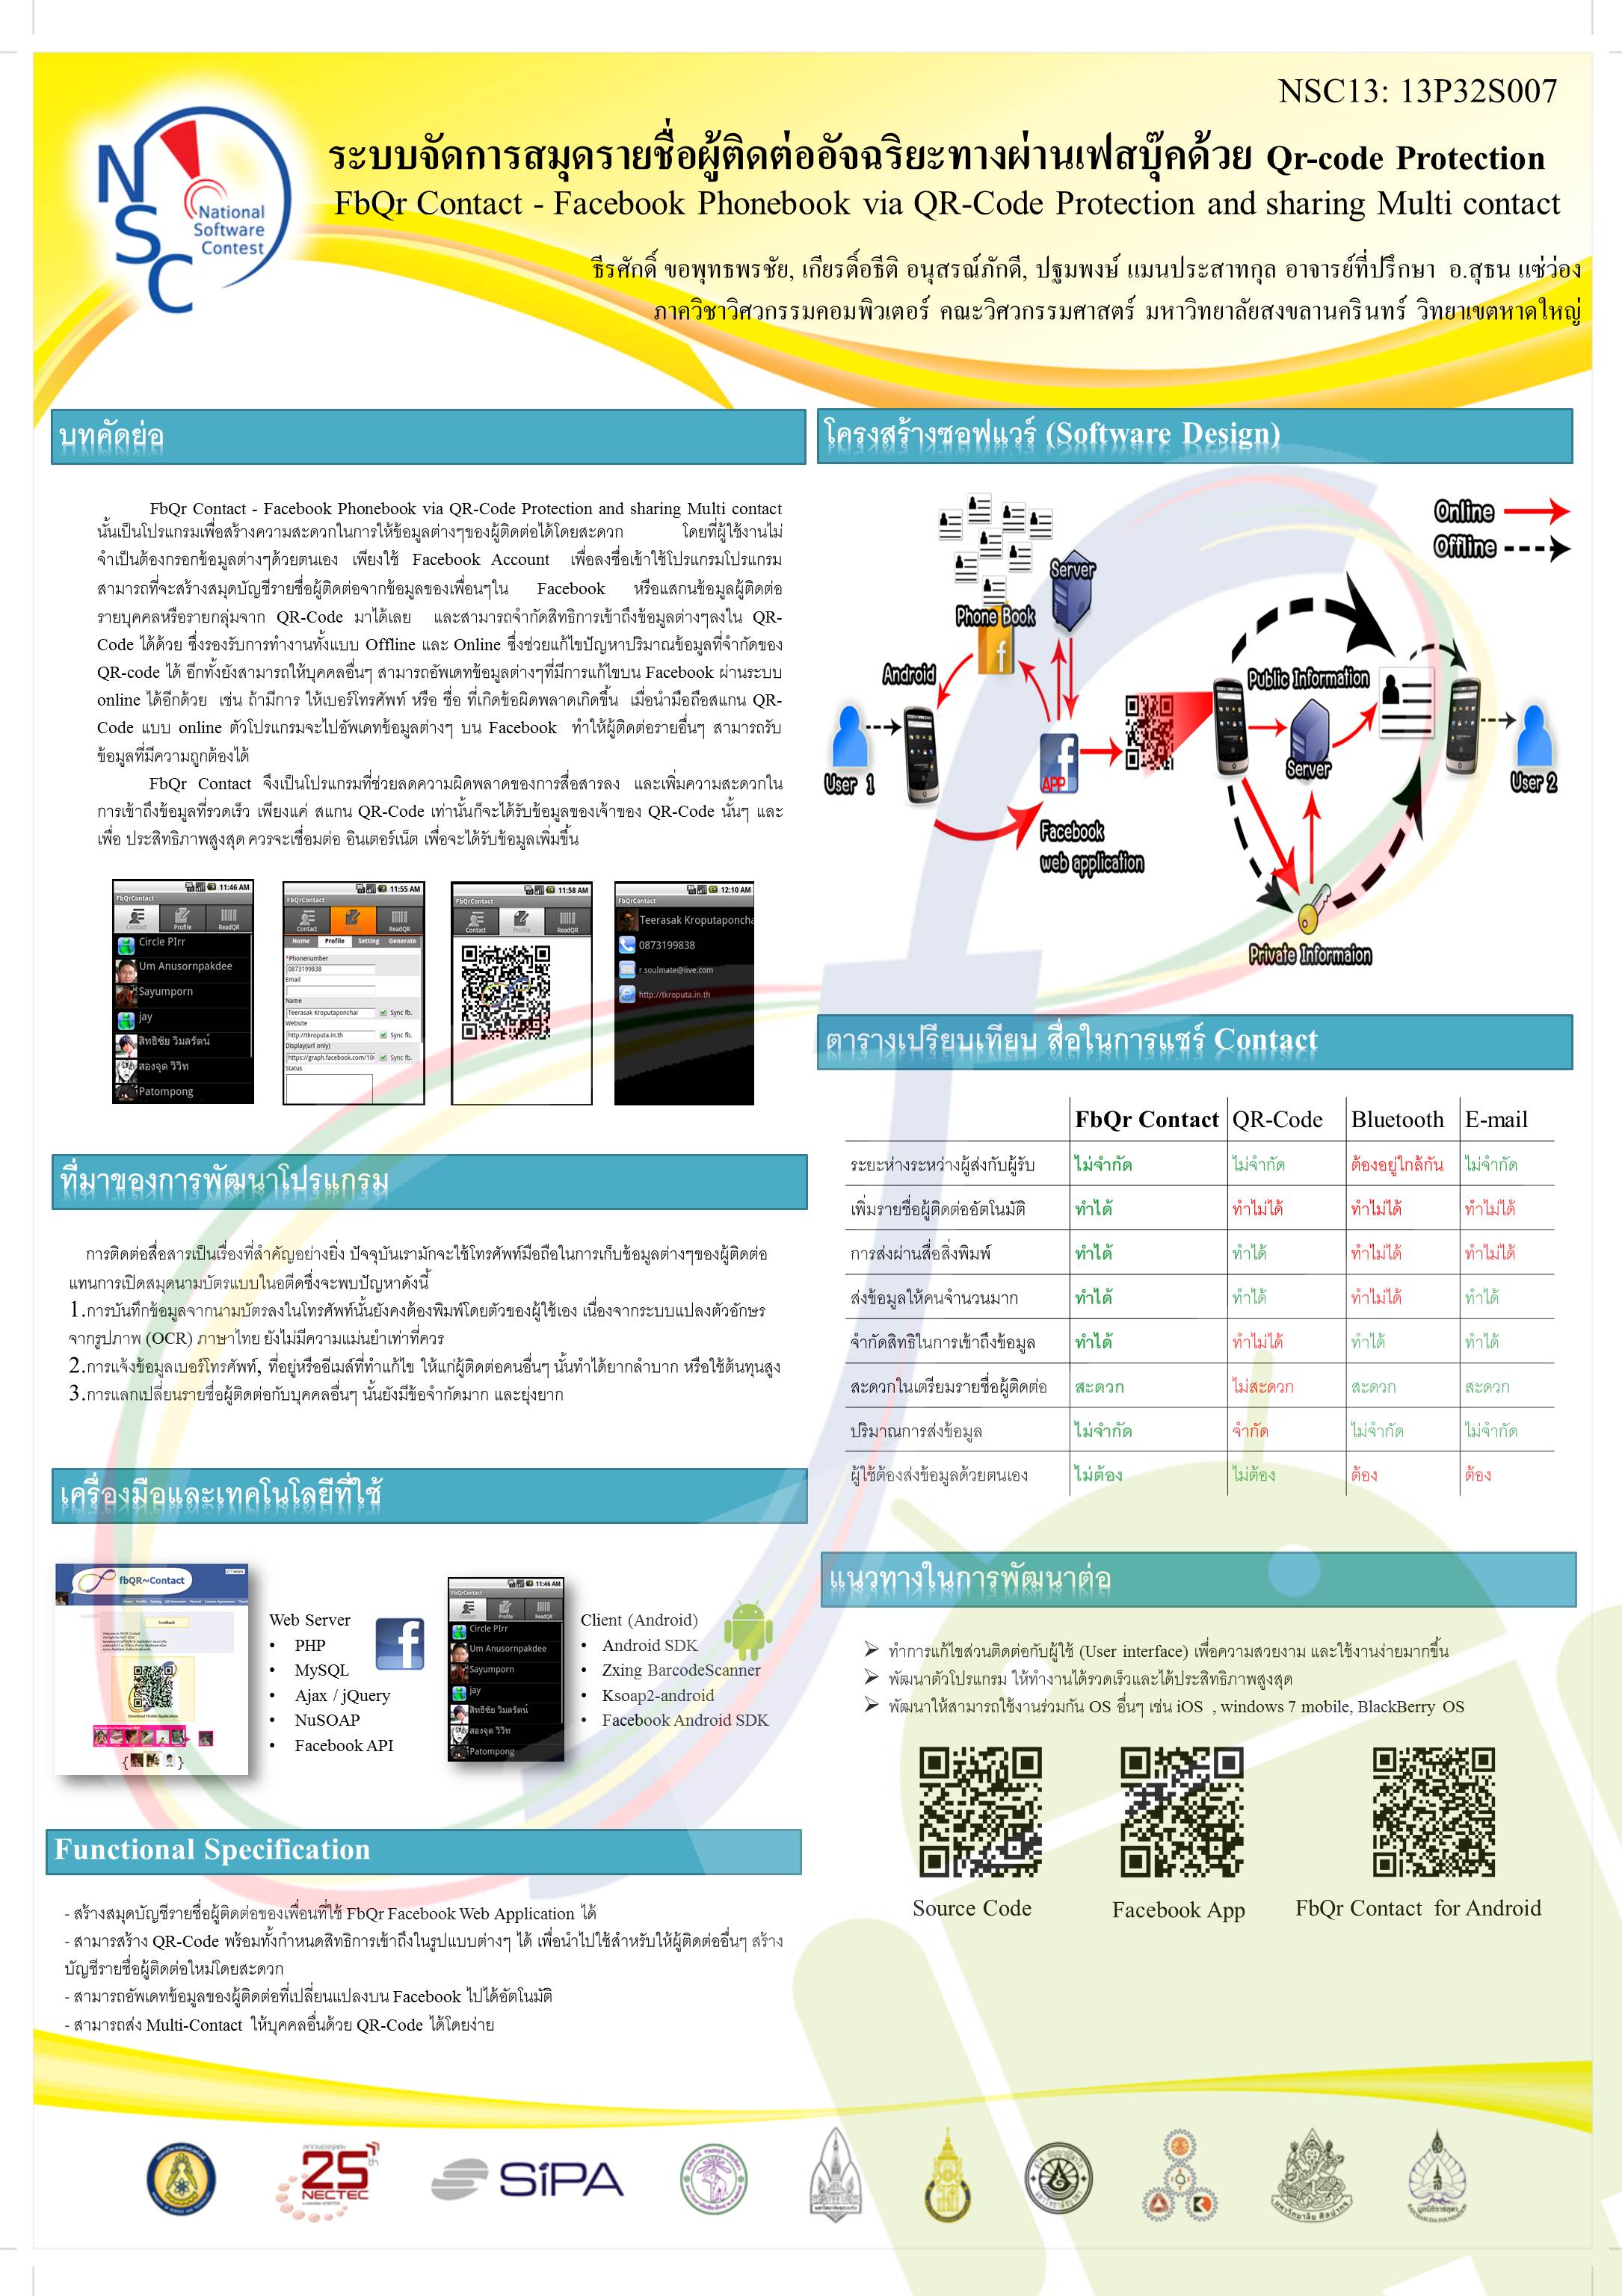 NSC13: 13P32S007
NSC
National
Software
Contest
ระบบจัดการสมุดรายชื่อผู้ติดต่ออัจฉริยะทางผ่านเฟสบุ๊คด้วย Qr-code Protection
FbQr Contact - Facebook Phonebook via QR-Code Protection and sharing Multi contact
ธีรศักดิ์ ขอพุทธพรชัย, เกียรติ์อธีติ อนุสรณ์ภักดี, ปฐมพงษ์ แมนประสาทกุล อาจารย์ที่ปรึกษา อ.สุธน แซ่ว่อง
ภาควิชาวิศวกรรมคอมพิวเตอร์ คณะวิศวกรรมศาสตร์ มหาวิทยาลัยสงขลานครินทร์ วิทยาเขตหาดใหญ่
บทคัดย่อ
FbQr Contact - Facebook Phonebook via QR-Code Protection and sharing Multi contact
นั้นเป็นโปรแกรมเพื่อสร้างความสะดวกในการให้ข้อมูลต่างๆของผู้ติดต่อได้โดยสะดวก โดยที่ผู้ใช้งานไม่
จำเป็นต้องกรอกข้อมูลต่างๆด้วยตนเอง เพียงใช้ Facebook Account เพื่อลงชื่อเข้าใช้โปรแกรมโปรแกรม
สามารถที่จะสร้างสมุดบัญชีรายชื่อผู้ติดต่อจากข้อมูลของเพื่อนๆใน Facebook หรือแสกนข้อมูลผู้ติดต่อ
รายบุคคลหรือรายกลุ่มจาก QR-Code มาได้เลย และสามารถจำกัดสิทธิการเข้าถึงข้อมูลต่างๆลงใน QR-
Code ได้ด้วย ซึ่งรองรับการทำงานทั้งแบบ Offline และ Online ซึ่งช่วยแก้ไขปัญหาปริมาณข้อมูลที่จำกัดของ
QR-code ได้ อีกทั้งยังสามารถให้บุคคลอื่นๆ สามารถอัพเดทข้อมูลต่างๆที่มีการแก้ไขบน Facebook ผ่านระบบ
online ได้อีกด้วย เช่น ถ้ามีการ ให้เบอร์โทรศัพท์ หรือ ชื่อ ที่เกิดข้อผิดพลาดเกิดขึ้น เมื่อนำมือถือสแกน QR-
Code แบบ online ตัวโปรแกรมจะไปอัพเดทข้อมูลต่างๆ บน Facebook ทำให้ผู้ติดต่อรายอื่นๆ สามารถรับ
ข้อมูลที่มีความถูกต้องได้
FbQr Contact จึงเป็นโปรแกรมที่ช่วยลดความผิดพลาดของการสื่อสารลง และเพิ่มความสะดวกใน
การเข้าถึงข้อมูลที่รวดเร็ว เพียงแค่ สแกน QR-Code เท่านั้นก็จะได้รับข้อมูลของเจ้าของ QR-Code นั้นๆ และ
เพื่อ ประสิทธิภาพสูงสุด ควรจะเชื่อมต่อ อินเตอร์เน็ต เพื่อจะได้รับข้อมูลเพิ่มขึ้น
11:46 AM
FbQrContact
Contact Profile ReadQR
Circle PIrr
Um Anusornpakdee
Sayumporn
jay
สิทธิชัย วิมลรัตน์
สองจุด วิวิท
Patompong
11:55 AM
FbQrContact
Contact ReadQR
Home Profile Setting Generate
*Phonenumber
0873199838
Email
Name
Teerasak Kroputaponchai Sync fb.
Website
http://tkroputa.in.th Sync fb.
Display(url only)
https://graph.facebook.com/10 Sync fb.
Status
11:58 AM
FbQrContact
Contact Profile ReadQR
12:10 AM
FbQrContact
Teerasak Kroputaponcha
0873199838
r.soulmate@live.com
http://tkroputa.in.th
ที่มาของการพัฒนาโปรแกรม
การติดต่อสื่อสารเป็นเรื่องที่สำคัญอย่างยิ่ง ปัจจุบันเรามักจะใช้โทรศัพท์มือถือในการเก็บข้อมูลต่างๆของผู้ติดต่อ
แทนการเปิดสมุดนามบัตรแบบในอตีตซึ่งจะพบปัญหาดังนี้
1.การบันทึกข้อมูลจากนามบัตรลงในโทรศัพท์นั้นยังคงต้องพิมพ์โดยตัวของผู้ใช้เอง เนื่องจากระบบแปลงตัวอักษร
จากรูปภาพ (OCR) ภาษาไทย ยังไม่มีความแม่นยำเท่าที่ควร
2.การแจ้งข้อมูลเบอร์โทรศัพท์, ที่อยู่หรืออีเมล์ที่ทำแก้ไข ให้แก่ผู้ติดต่อคนอื่นๆ นั้นทำได้ยากลำบาก หรือใช้ต้นทุนสูง
3.การแลกเปลี่ยนรายชื่อผู้ติดต่อกับบุคคลอื่นๆ นั้นยังมีข้อจำกัดมาก และยุ่งยาก
เครื่องมือและเทคโนโลยีที่ใช้
fbQR~Contact
Web Server
• PHP
• MySQL
• Ajax / jQuery
• NuSOAP
• Facebook API
11:46 AM
FbQrContact
Contact Profile ReadQR
Circle PIrr
Um Anusornpakdee
Sayumporn
jay
สิทธิชัย วิมลรัตน์
สองจุด วิวิท
Patompong
Client (Android)
• Android SDK
• Zxing BarcodeScanner
• Ksoap2-android
• Facebook Android SDK
Functional Specification
- สร้างสมุดบัญชีรายชื่อผู้ติดต่อของเพื่อนที่ใช้ FbQr Facebook Web Application ได้
- สามารสร้าง QR-Code พร้อมทั้งกำหนดสิทธิการเข้าถึงในรูปแบบต่างๆ ได้ เพื่อนำไปใช้สำหรับให้ผู้ติดต่ออื่นๆ สร้าง
บัญชีรายชื่อผู้ติดต่อใหม่โดยสะดวก
- สามารถอัพเดทข้อมูลของผู้ติดต่อที่เปลี่ยนแปลงบน Facebook ไปได้อัตโนมัติ
- สามารถส่ง Multi-Contact ให้บุคคลอื่นด้วย QR-Code ได้โดยง่าย
โครงสร้างซอฟแวร์ (Software Design)
Online
Offline
Server
Phone Book
Android
Public Information
User 1
APP
Server
User 2
Facebook
web application
Private Informaion
ตารางเปรียบเทียบ สื่อในการแชร์ Contact
FbQr Contact QR-Code Bluetooth E-mail
ระยะห่างระหว่างผู้ส่งกับผู้รับ ไม่จำกัด ไม่จำกัด ต้องอยู่ใกล้กัน ไม่จำกัด
เพิ่มรายชื่อผู้ติดต่ออัตโนมัติ ทำได้ ทำไม่ได้ ทำไม่ได้ ทำไม่ได้
การส่งผ่านสื่อสิ่งพิมพ์ ทำได้ ทำได้ ทำไม่ได้ ทำไม่ได้
ส่งข้อมูลให้คนจำนวนมาก ทำได้ ทำได้ ทำไม่ได้ ทำได้
จำกัดสิทธิในการเข้าถึงข้อมูล ทำได้ ทำไม่ได้ ทำได้ ทำได้
สะดวกในเตรียมรายชื่อผู้ติดต่อ สะดวก ไม่สะดวก สะดวก สะดวก
ปริมาณการส่งข้อมูล ไม่จำกัด จำกัด ไม่จำกัด ไม่จำกัด
ผู้ใช้ต้องส่งข้อมูลด้วยตนเอง ไม่ต้อง ไม่ต้อง ต้อง ต้อง
แนวทางในการพัฒนาต่อ
ทำการแก้ไขส่วนติดต่อกับผู้ใช้ (User interface) เพื่อความสวยงาม และใช้งานง่ายมากขึ้น
พัฒนาตัวโปรแกรม ให้ทำงานได้รวดเร็วและได้ประสิทธิภาพสูงสุด
พัฒนาให้สามารถใช้งานร่วมกัน OS อื่นๆ เช่น iOS , windows 7 mobile, BlackBerry OS
Source Code
Facebook App
FbQr Contact for Android
ANNIVERSARY
25th
NECTEC
SiPA